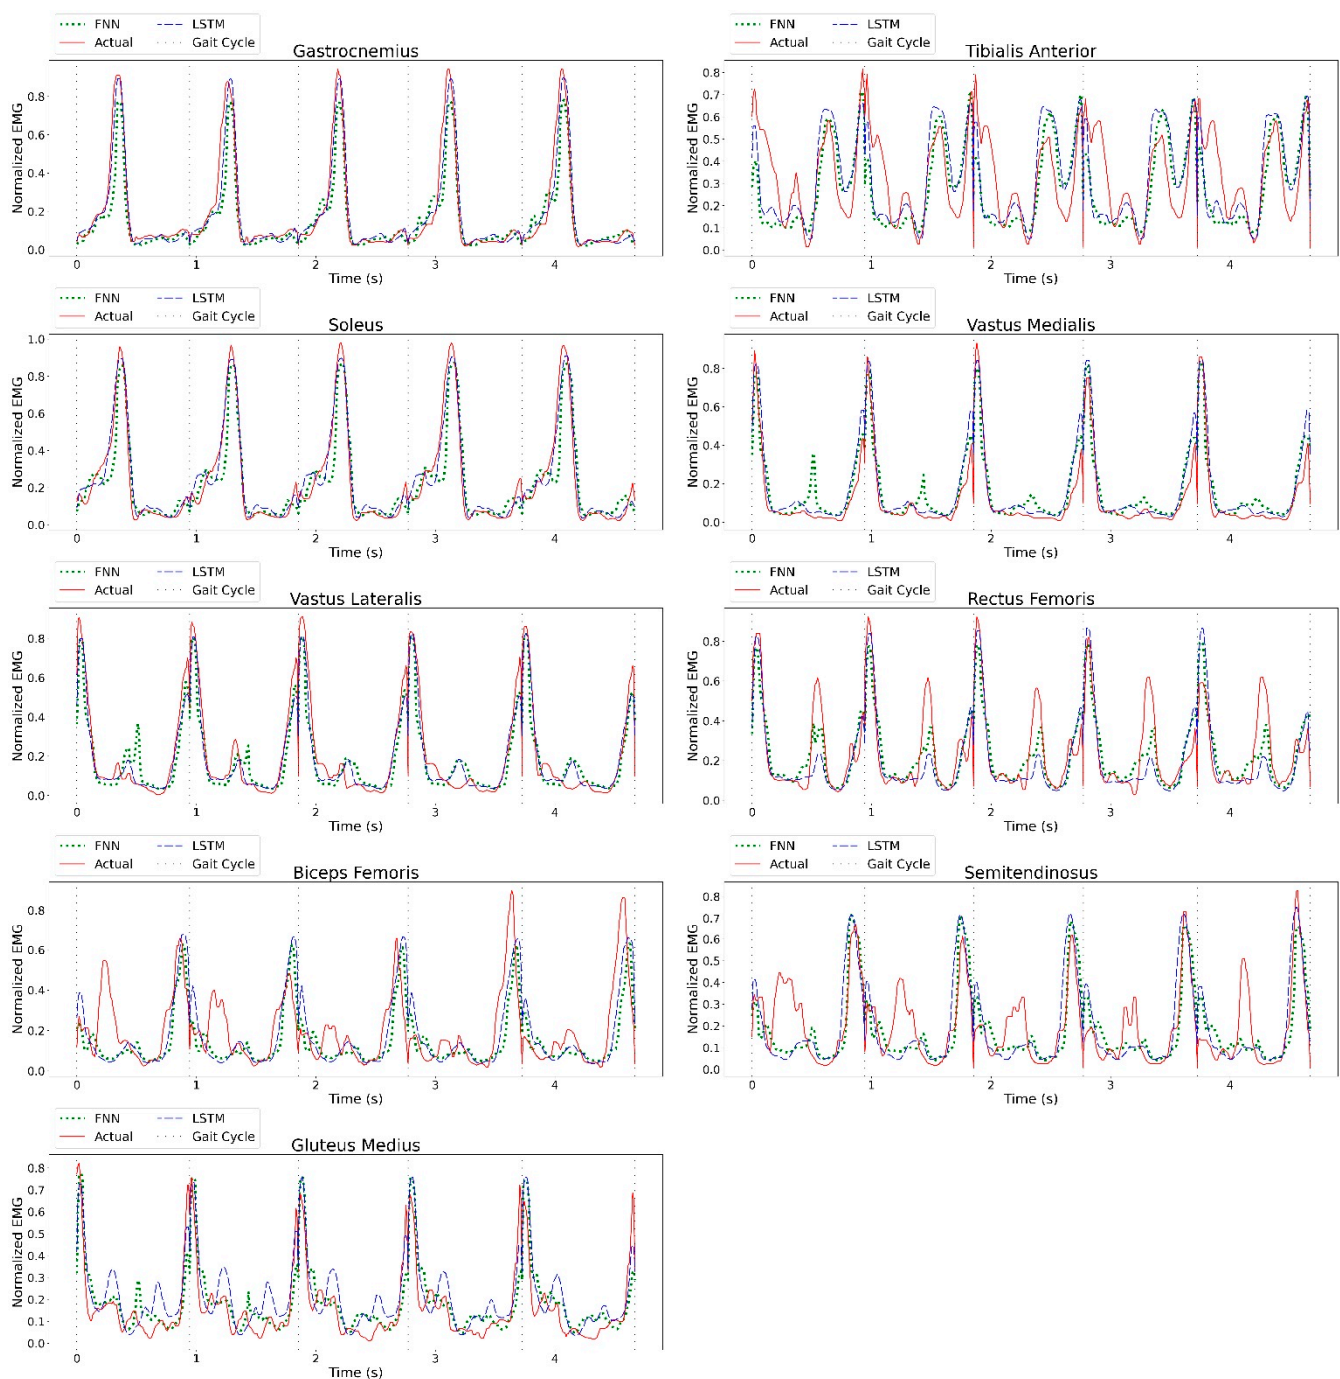 FNN LSTM
Actual Gait Cycle
Gastrocnemius
Normalized EMG
0.8
0.6
0.4
0.2
0.0
0 1 2 3 4
Time (s)
FNN LSTM
Actual Gait Cycle
Tibialis Anterior
Normalized EMG
0.8
0.7
0.6
0.5
0.4
0.3
0.2
0.1
0.0
0 1 2 3 4
Time (s)
FNN LSTM
Actual Gait Cycle
Soleus
Normalized EMG
1.0
0.8
0.6
0.4
0.2
0.0
0 1 2 3 4
Time (s)
FNN LSTM
Actual Gait Cycle
Vastus Medialis
Normalized EMG
0.8
0.6
0.4
0.2
0.0
0 1 2 3 4
Time (s)
FNN LSTM
Actual Gait Cycle
Vastus Lateralis
Normalized EMG
0.8
0.6
0.4
0.2
0.0
0 1 2 3 4
Time (s)
FNN LSTM
Actual Gait Cycle
Rectus Femoris
Normalized EMG
0.8
0.6
0.4
0.2
0.0
0 1 2 3 4
Time (s)
FNN LSTM
Actual Gait Cycle
Biceps Femoris
Normalized EMG
0.8
0.6
0.4
0.2
0.0
0 1 2 3 4
Time (s)
FNN LSTM
Actual Gait Cycle
Semitendinosus
Normalized EMG
0.8
0.7
0.6
0.5
0.4
0.3
0.2
0.1
0.0
0 1 2 3 4
Time (s)
FNN LSTM
Actual Gait Cycle
Gluteus Medius
Normalized EMG
0.8
0.7
0.6
0.5
0.4
0.3
0.2
0.1
0.0
0 1 2 3 4
Time (s)